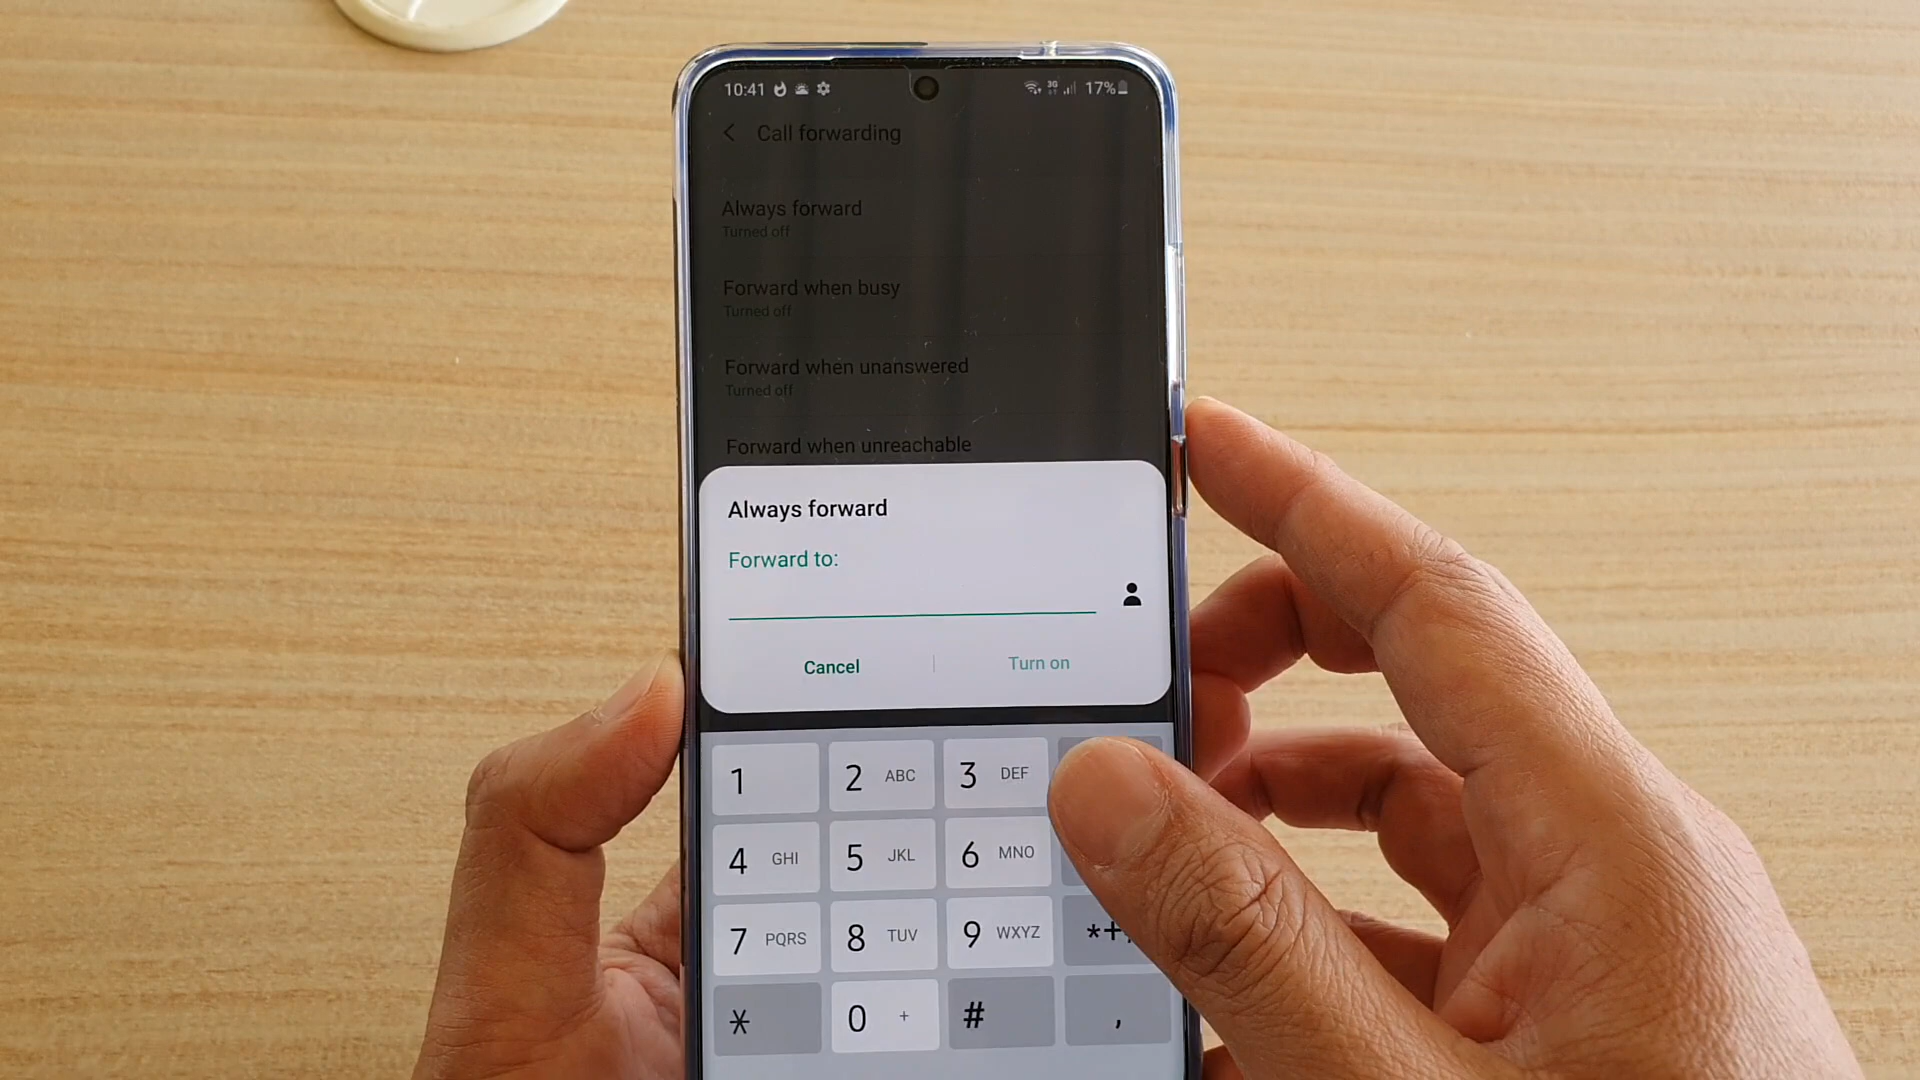 10:41 3G 17%
Call forwarding
Always forward
Turned off
Forward when busy
Turned off
Forward when unanswered
Turned off
Forward when unreachable
Always forward
Forward to:
Cancel Turn on
1 2 ABC 3 DEF
4 GHI 5 JKL 6 MNO
7 PQRS 8 TUV 9 WXYZ *+
* 0 + # ,